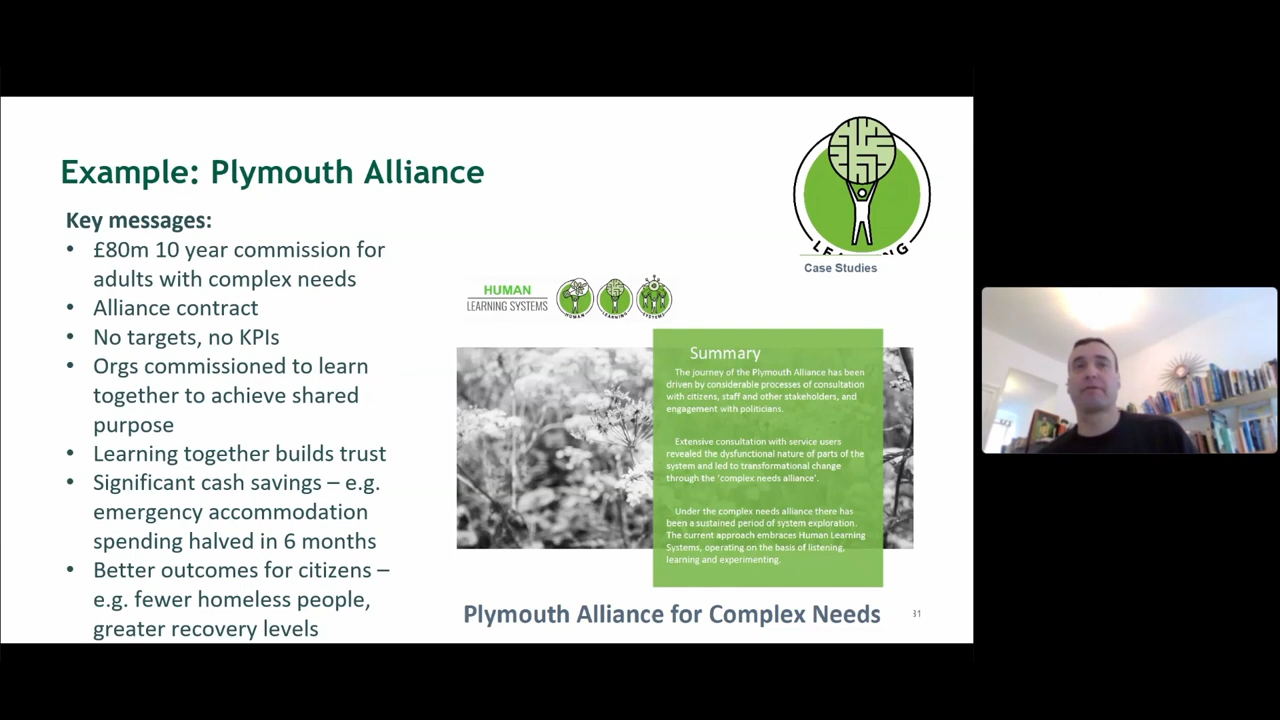 Example: Plymouth Alliance
Key messages:
• £80m 10 year commission for
adults with complex needs
• Alliance contract
• No targets, no KPIs
• Orgs commissioned to learn
together to achieve shared
purpose
• Learning together builds trust
• Significant cash savings – e.g.
emergency accommodation
spending halved in 6 months
• Better outcomes for citizens –
e.g. fewer homeless people,
greater recovery levels
Case Studies
HUMAN
LEARNING SYSTEMS
Summary
The journey of the Plymouth Alliance has been
driven by considerable processes of consultation
with citizens, staff and other stakeholders, and
engagement with politicians.
Extensive consultation with service users
revealed the dysfunctional nature of parts of the
system and led to transformational change
through the 'complex needs alliance'.
Under the complex needs alliance there has
been a sustained period of system exploration.
The current approach embraces Human Learning
Systems, operating on the basis of listening,
learning and experimenting.
Plymouth Alliance for Complex Needs
31